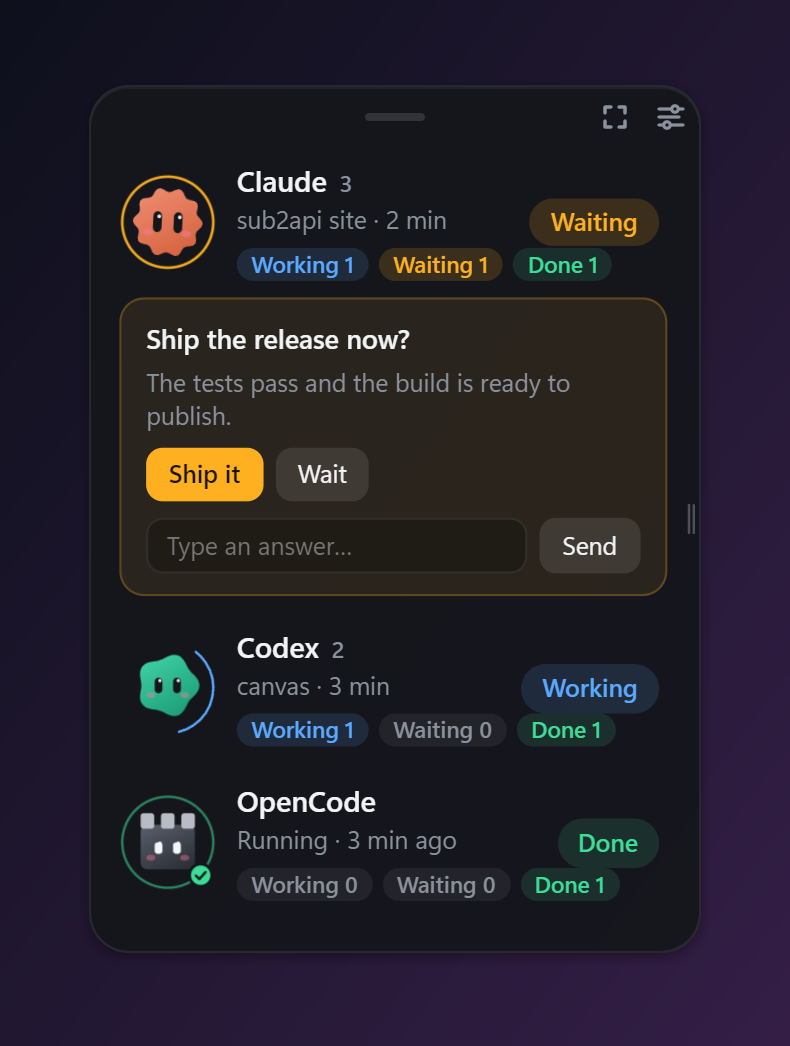 Claude 3
sub2api site · 2 min
Waiting
Working 1 Waiting 1 Done 1
Ship the release now?
The tests pass and the build is ready to
publish.
Ship it Wait
Type an answer... Send
Codex 2
canvas · 3 min
Working
Working 1 Waiting 0 Done 1
OpenCode
Running · 3 min ago
Done
Working 0 Waiting 0 Done 1